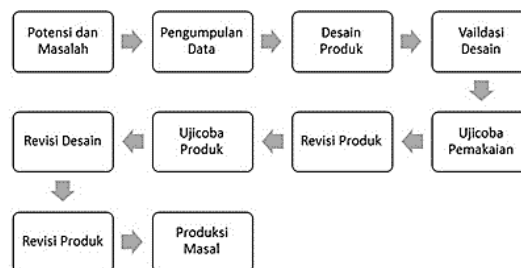 Potensi dan
Masalah
Pengumpulan
Data
Desain
Produk
Vaildasi
Desain
Ujicoba
Pemakaian
Revisi Produk
Ujicoba
Produk
Revisi Desain
Revisi Produk
Produksi
Masal